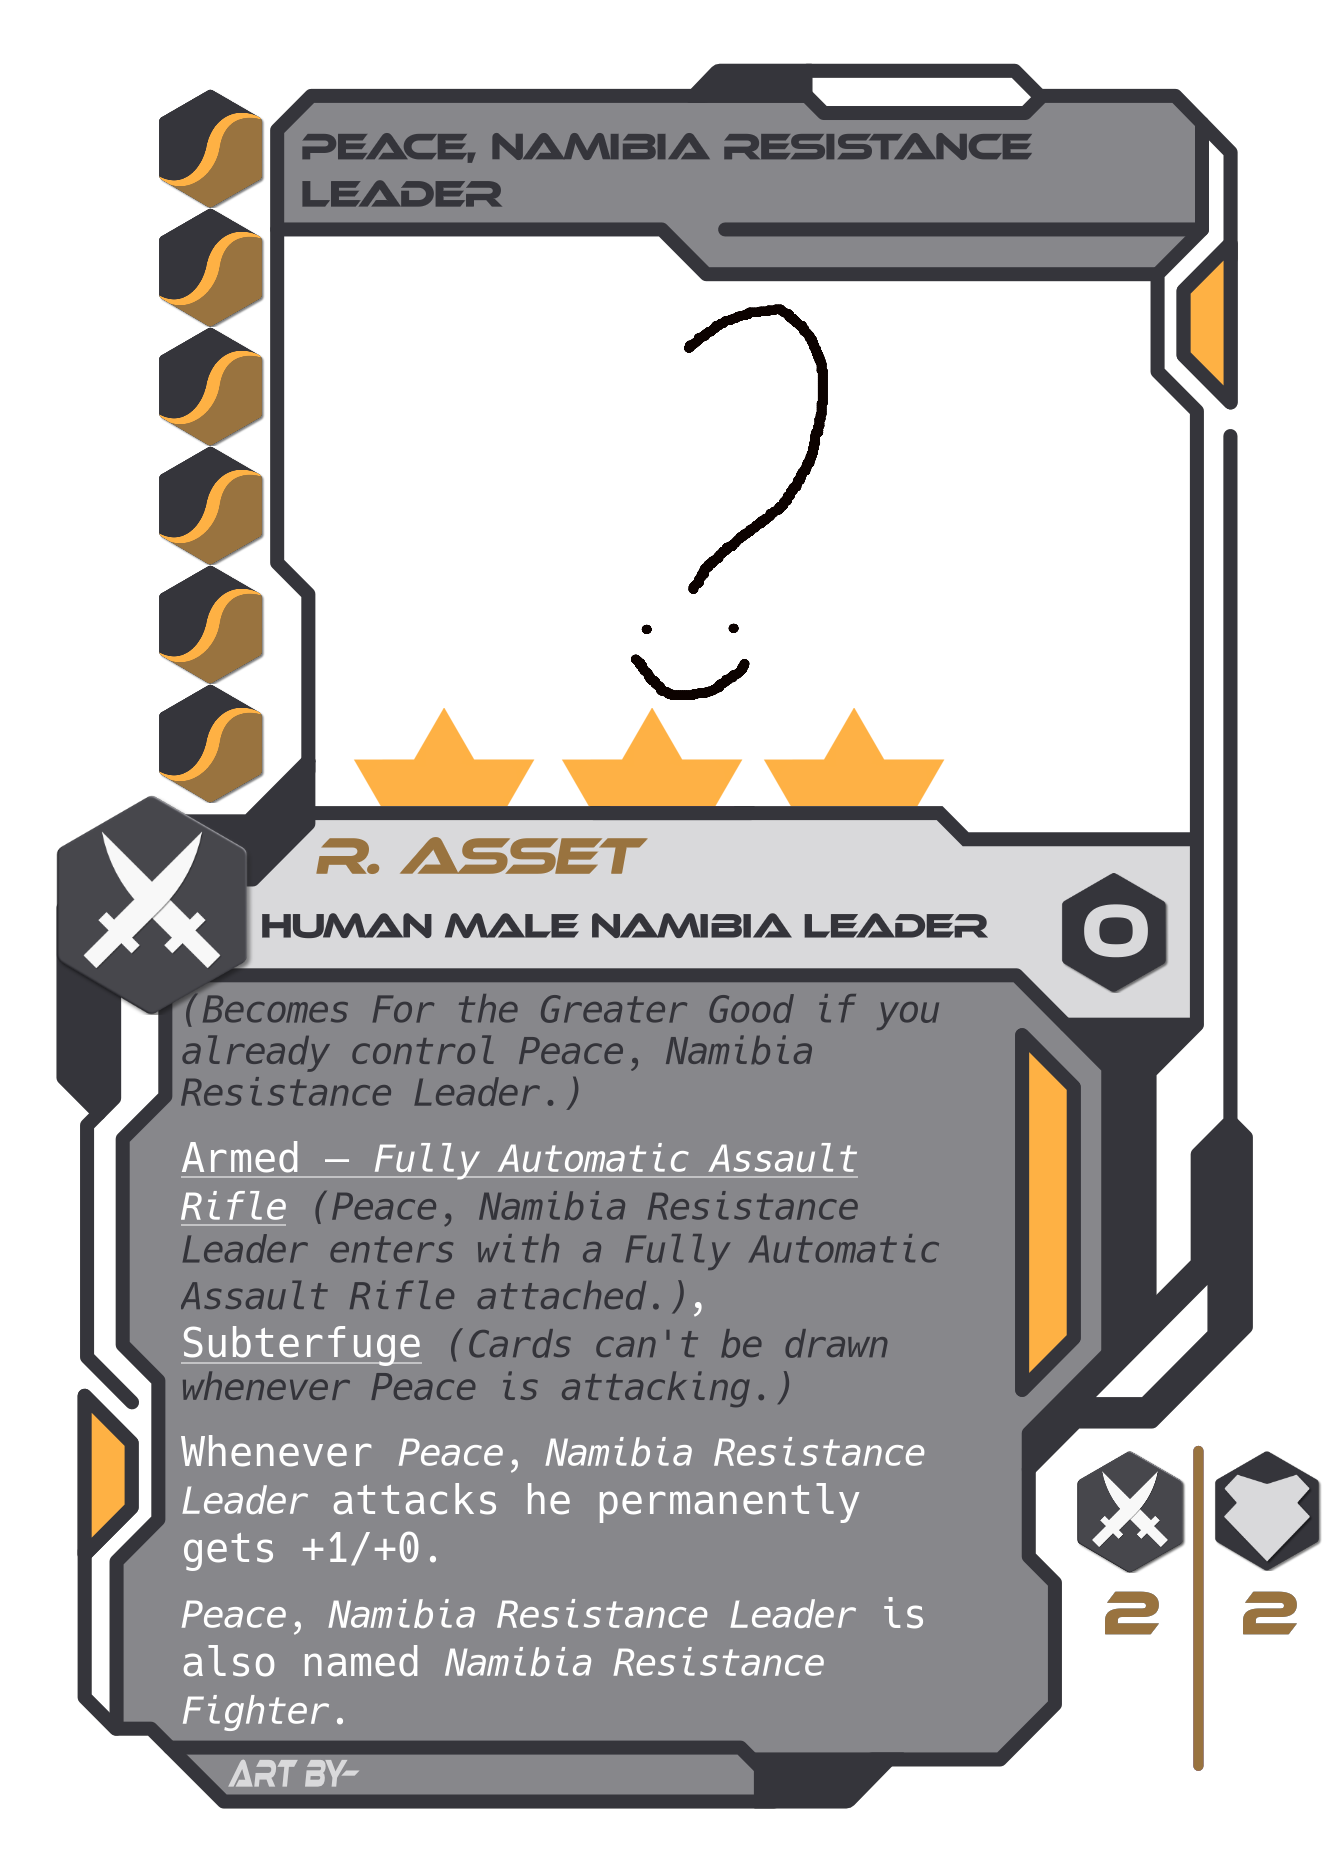 PEACE, NAMIBIA RESISTANCE
LEADER
R. ASSET
HUMAN MALE NAMIBIA LEADER
0
(Becomes For the Greater Good if you
already control Peace, Namibia
Resistance Leader.)
Armed – Fully Automatic Assault
Rifle (Peace, Namibia Resistance
Leader enters with a Fully Automatic
Assault Rifle attached.),
Subterfuge (Cards can't be drawn
whenever Peace is attacking.)
Whenever Peace, Namibia Resistance
Leader attacks he permanently
gets +1/+0.
Peace, Namibia Resistance Leader is
also named Namibia Resistance
Fighter.
2 2
ART BY-